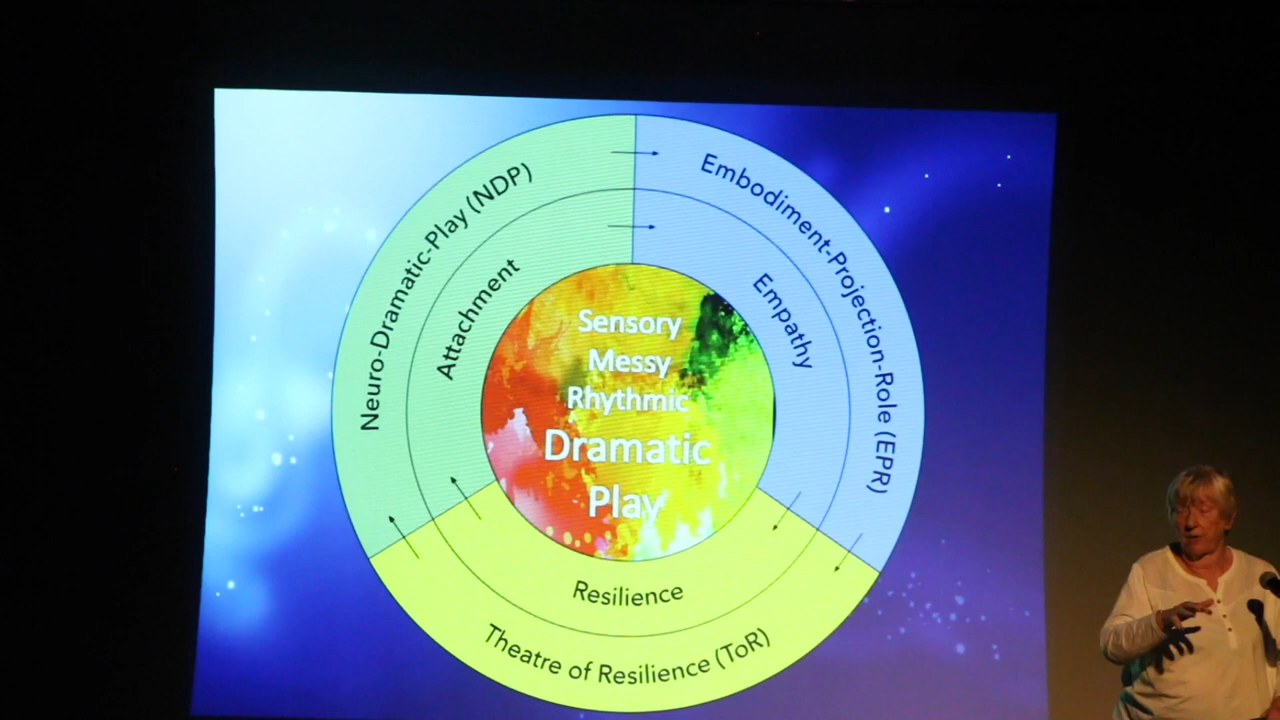 Neuro-Dramatic-Play (NDP)
Embodiment-Projection-Role (EPR)
Attachment
Empathy
Sensory
Messy
Rhythmic
Dramatic
Play
Resilience
Theatre of Resilience (ToR)